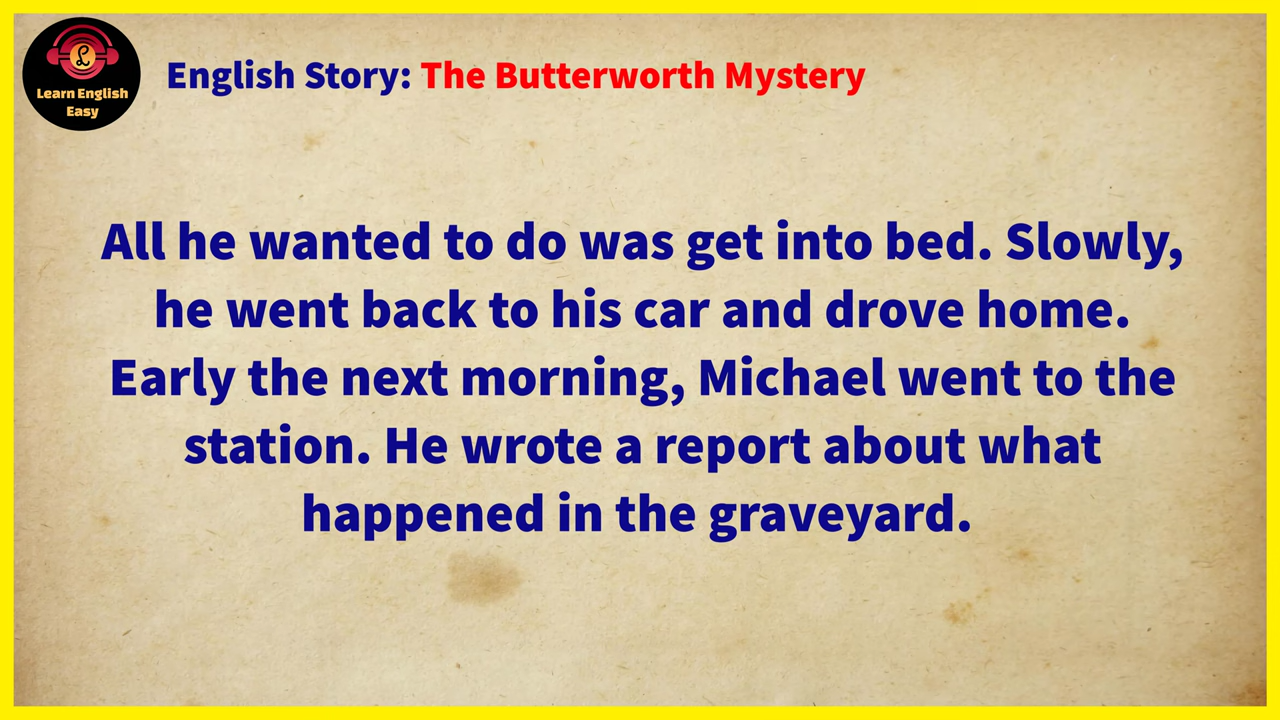 Learn English
Easy
English Story: The Butterworth Mystery
All he wanted to do was get into bed. Slowly,
he went back to his car and drove home.
Early the next morning, Michael went to the
station. He wrote a report about what
happened in the graveyard.